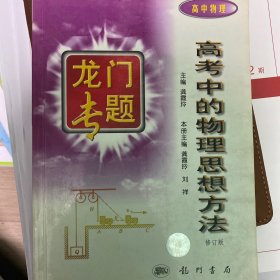 高中物理
龙门
专题
高考中的物理思想方法
主编 龚霞玲
本册主编 龚霞玲 刘祥
修订版
龍門書局